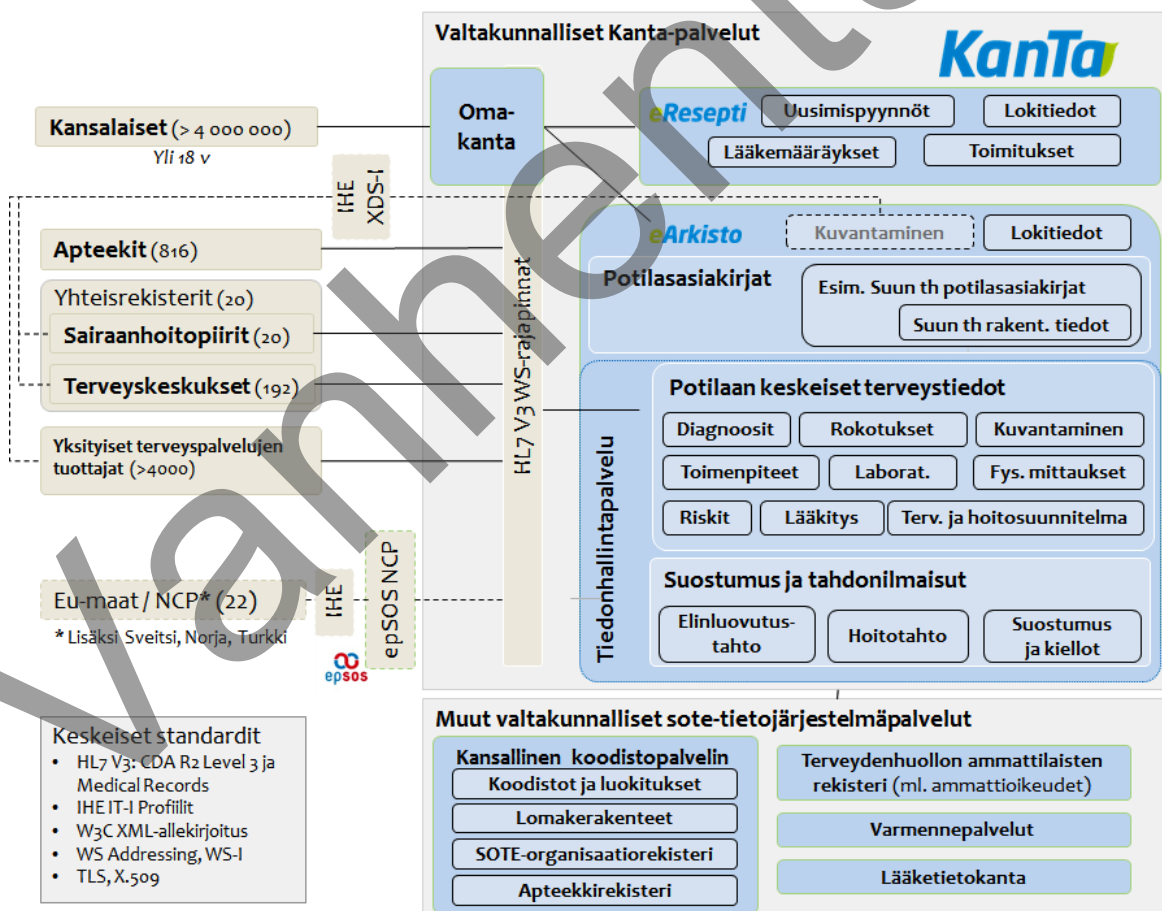 Valtakunnalliset Kanta-palvelut
KanTa
Oma-
kanta
eResepti
Uusimispyynnöt
Lokitiedot
Lääkemääräykset
Toimitukset
Kansalaiset (> 4 000 000)
Yli 18 v
IHE
XDS-I
Apteekit (816)
Yhteisrekisterit (20)
Sairaanhoitopiirit (20)
Terveyskeskukset (192)
Yksityiset terveyspalvelujen
tuottajat (>4000)
HL7 V3 WS-rajapinnat
eArkisto
Kuvantaminen
Lokitiedot
Potilasasiakirjat
Esim. Suun th potilasasiakirjat
Suun th rakent. tiedot
Tiedonhallintapalvelu
Potilaan keskeiset terveystiedot
Diagnoosit
Rokotukset
Kuvantaminen
Toimenpiteet
Laborat.
Fys. mittaukset
Riskit
Lääkitys
Terv. ja hoitosuunnitelma
Suostumus ja tahdonilmaisut
Elinluovutus-
tahto
Hoitotahto
Suostumus
ja kiellot
Eu-maat / NCP* (22)
* Lisäksi Sveitsi, Norja, Turkki
IHE
epSOS NCP
epsos
Keskeiset standardit
• HL7 V3: CDA R2 Level 3 ja
Medical Records
• IHE IT-I Profiilit
• W3C XML-allekirjoitus
• WS Addressing, WS-I
• TLS, X.509
Muut valtakunnalliset sote-tietojärjestelmäpalvelut
Kansallinen koodistopalvelin
Koodistot ja luokitukset
Lomakerakenteet
SOTE-organisaatiorekisteri
Apteekkirekisteri
Terveydenhuollon ammattilaisten
rekisteri (ml. ammattioikeudet)
Varmennepalvelut
Lääketietokanta